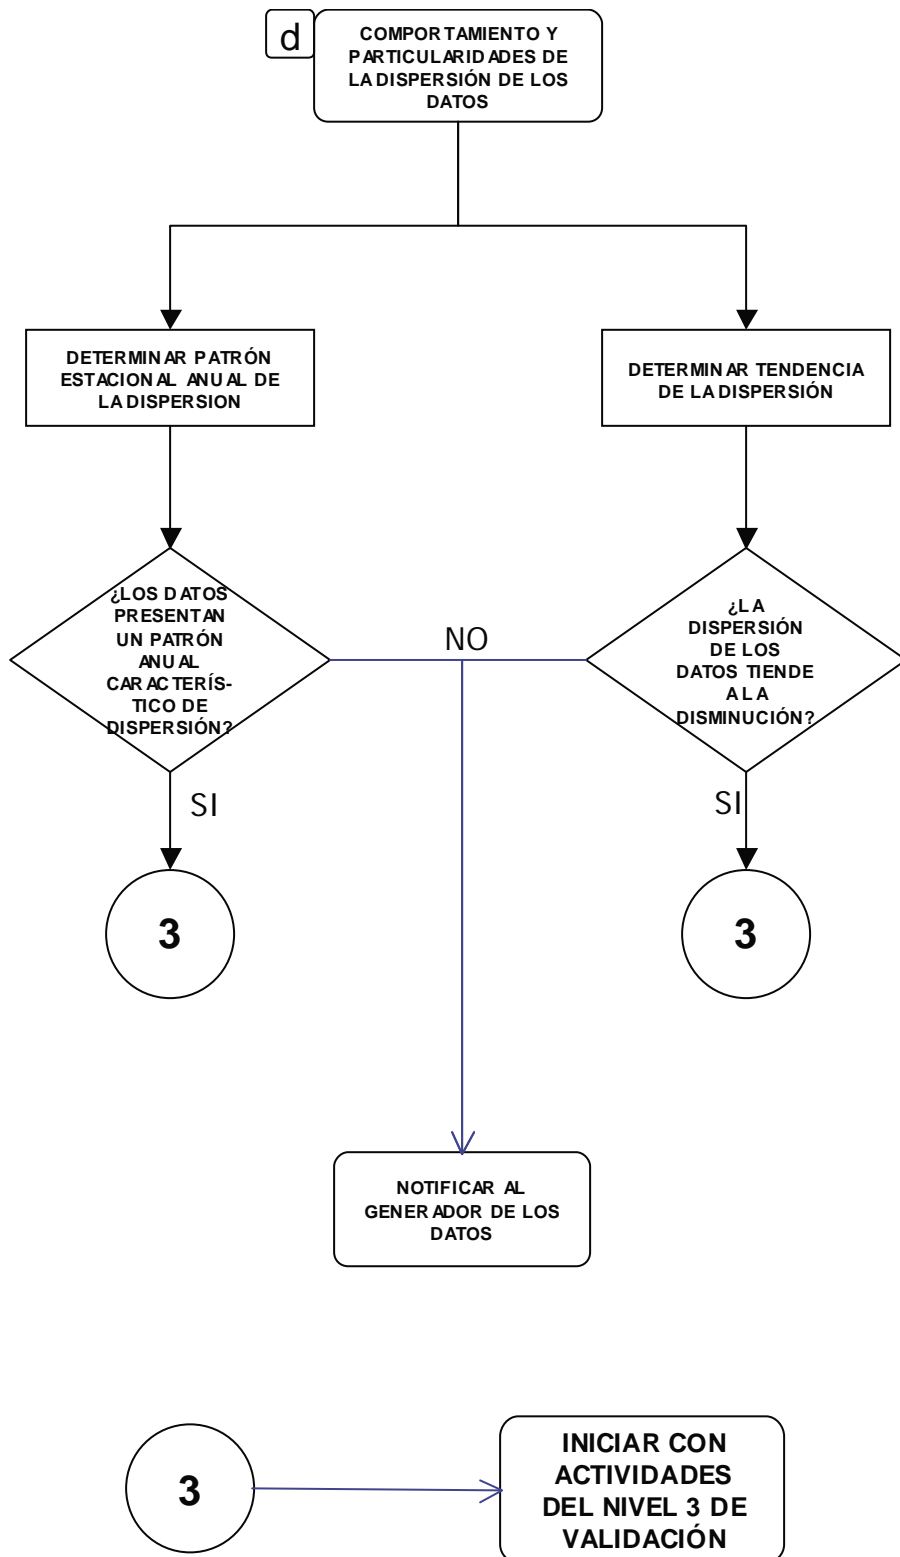 d
COMPORTAMIENTO Y
PARTICULARIDADES DE
LA DISPERSIÓN DE LOS
DATOS
DETERMINAR PATRÓN
ESTACIONAL ANUAL DE
LA DISPERSION
DETERMINAR TENDENCIA
DE LA DISPERSIÓN
¿LOS DATOS
PRESENTAN
UN PATRÓN
ANUAL
CARACTERÍS-
TICO DE
DISPERSIÓN?
NO
¿LA
DISPERSIÓN
DE LOS
DATOS TIENDE
A LA
DISMINUCIÓN?
SI
SI
3
3
NOTIFICAR AL
GENERADOR DE LOS
DATOS
3
INICIAR CON
ACTIVIDADES
DEL NIVEL 3 DE
VALIDACIÓN